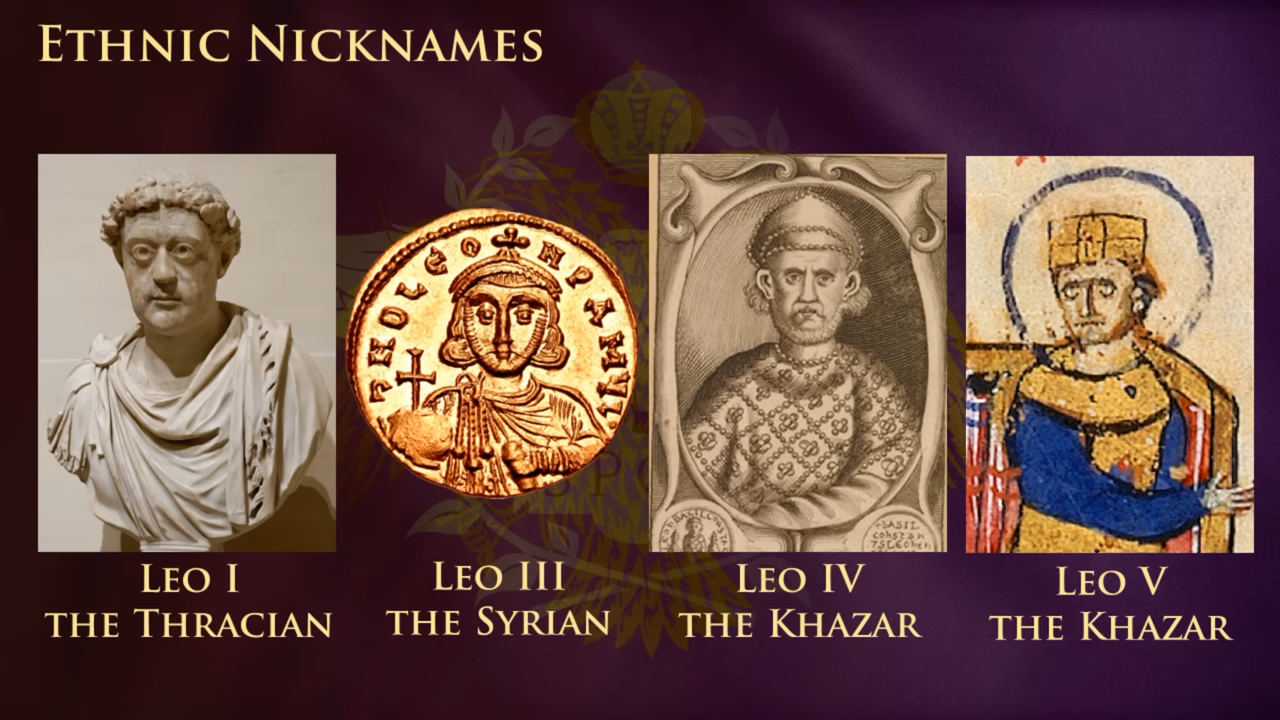 Ethnic Nicknames
Leo I
the Thracian
Leo III
the Syrian
Leo IV
the Khazar
Leo V
the Khazar